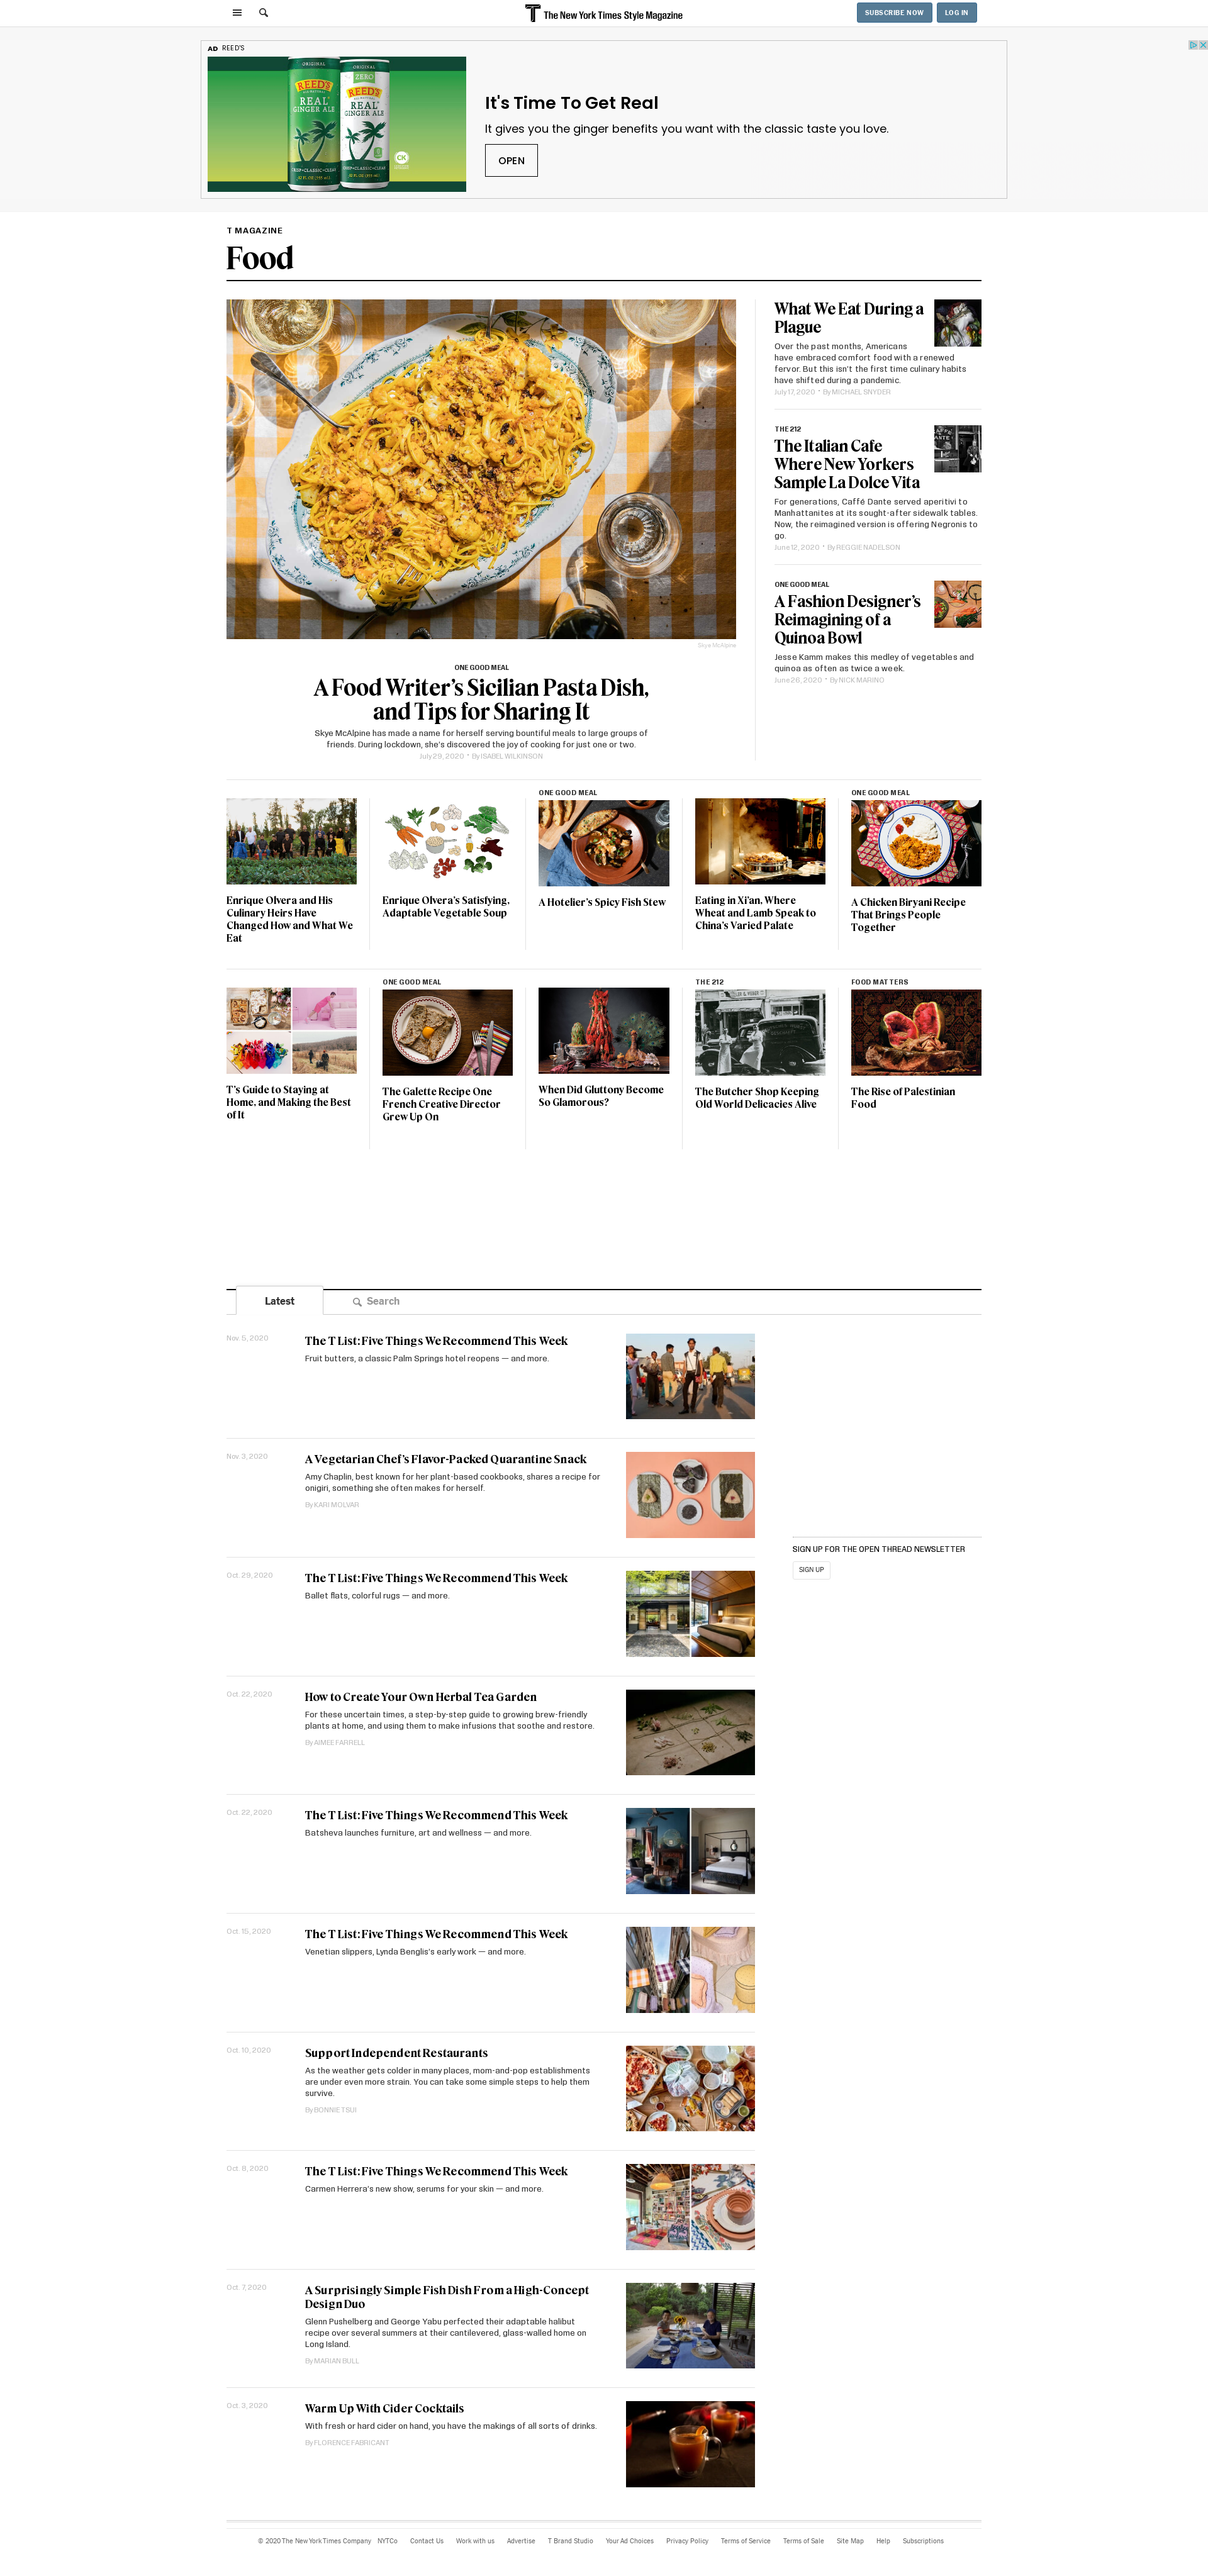 The New York Times Style Magazine
SUBSCRIBE NOW
LOG IN
AD REED'S
ORIGINAL
ORIGINAL
ZERO
REED'S
REED'S
REAL
GINGER ALE
REAL
GINGER ALE
CRISP•CLASSIC•CLEAR
It's Time To Get Real
It gives you the ginger benefits you want with the classic taste you love.
OPEN
T MAGAZINE
Food
Skye McAlpine
ONE GOOD MEAL
A Food Writer's Sicilian Pasta Dish,
and Tips for Sharing It
Skye McAlpine has made a name for herself serving bountiful meals to large groups of
friends. During lockdown, she's discovered the joy of cooking for just one or two.
July 29, 2020 • By ISABEL WILKINSON
What We Eat During a
Plague
Over the past months, Americans
have embraced comfort food with a renewed
fervor. But this isn't the first time culinary habits
have shifted during a pandemic.
July 17, 2020 • By MICHAEL SNYDER
THE 212
The Italian Cafe
Where New Yorkers
Sample La Dolce Vita
For generations, Caffé Dante served aperitivi to
Manhattanites at its sought-after sidewalk tables.
Now, the reimagined version is offering Negronis to
go.
June 12, 2020 • By REGGIE NADELSON
ONE GOOD MEAL
A Fashion Designer's
Reimagining of a
Quinoa Bowl
Jesse Kamm makes this medley of vegetables and
quinoa as often as twice a week.
June 26, 2020 • By NICK MARINO
Enrique Olvera and His
Culinary Heirs Have
Changed How and What We
Eat
Enrique Olvera's Satisfying,
Adaptable Vegetable Soup
ONE GOOD MEAL
A Hotelier's Spicy Fish Stew
Eating in Xi'an, Where
Wheat and Lamb Speak to
China's Varied Palate
ONE GOOD MEAL
A Chicken Biryani Recipe
That Brings People
Together
T's Guide to Staying at
Home, and Making the Best
of It
ONE GOOD MEAL
The Galette Recipe One
French Creative Director
Grew Up On
When Did Gluttony Become
So Glamorous?
THE 212
The Butcher Shop Keeping
Old World Delicacies Alive
FOOD MATTERS
The Rise of Palestinian
Food
Latest
Search
Nov. 5, 2020
The T List: Five Things We Recommend This Week
Fruit butters, a classic Palm Springs hotel reopens — and more.
Nov. 3, 2020
A Vegetarian Chef's Flavor-Packed Quarantine Snack
Amy Chaplin, best known for her plant-based cookbooks, shares a recipe for
onigiri, something she often makes for herself.
By KARI MOLVAR
SIGN UP FOR THE OPEN THREAD NEWSLETTER
SIGN UP
Oct. 29, 2020
The T List: Five Things We Recommend This Week
Ballet flats, colorful rugs — and more.
Oct. 22, 2020
How to Create Your Own Herbal Tea Garden
For these uncertain times, a step-by-step guide to growing brew-friendly
plants at home, and using them to make infusions that soothe and restore.
By AIMEE FARRELL
Oct. 22, 2020
The T List: Five Things We Recommend This Week
Batsheva launches furniture, art and wellness — and more.
Oct. 15, 2020
The T List: Five Things We Recommend This Week
Venetian slippers, Lynda Benglis's early work — and more.
Oct. 10, 2020
Support Independent Restaurants
As the weather gets colder in many places, mom-and-pop establishments
are under even more strain. You can take some simple steps to help them
survive.
By BONNIE TSUI
Oct. 8, 2020
The T List: Five Things We Recommend This Week
Carmen Herrera's new show, serums for your skin — and more.
Oct. 7, 2020
A Surprisingly Simple Fish Dish From a High-Concept
Design Duo
Glenn Pushelberg and George Yabu perfected their adaptable halibut
recipe over several summers at their cantilevered, glass-walled home on
Long Island.
By MARIAN BULL
Oct. 3, 2020
Warm Up With Cider Cocktails
With fresh or hard cider on hand, you have the makings of all sorts of drinks.
By FLORENCE FABRICANT
© 2020 The New York Times Company NYTCo Contact Us Work with us Advertise T Brand Studio Your Ad Choices Privacy Policy Terms of Service Terms of Sale Site Map Help Subscriptions